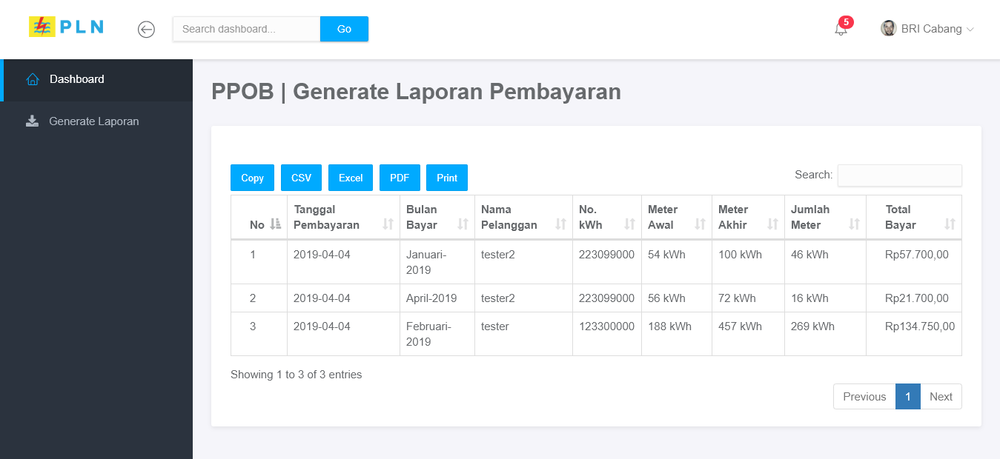 PLN
Search dashboard...
Go
5
BRI Cabang
Dashboard
Generate Laporan
PPOB | Generate Laporan Pembayaran
Copy CSV Excel PDF Print
Search:
No Tanggal Pembayaran Bulan Bayar Nama Pelanggan No. kWh Meter Awal Meter Akhir Jumlah Meter Total Bayar
1 2019-04-04 Januari-2019 tester2 223099000 54 kWh 100 kWh 46 kWh Rp57.700,00
2 2019-04-04 April-2019 tester2 223099000 56 kWh 72 kWh 16 kWh Rp21.700,00
3 2019-04-04 Februari-2019 tester 123300000 188 kWh 457 kWh 269 kWh Rp134.750,00
Showing 1 to 3 of 3 entries
Previous 1 Next